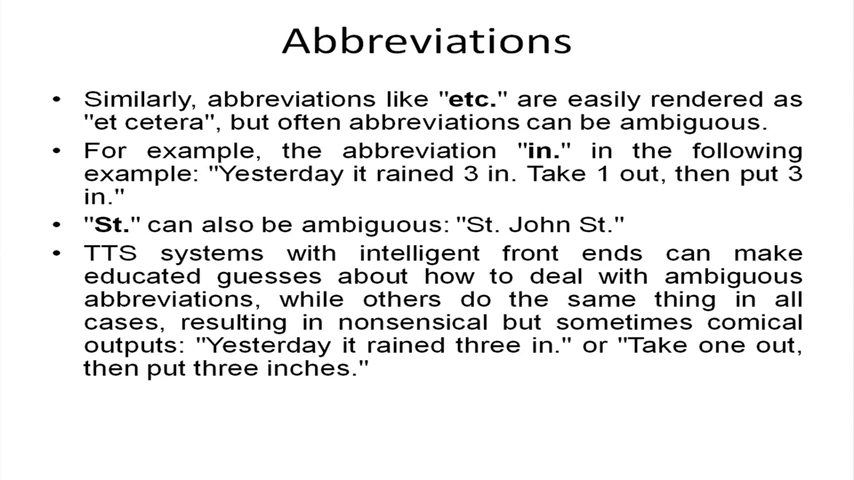 Abbreviations
• Similarly, abbreviations like "etc." are easily rendered as
"et cetera", but often abbreviations can be ambiguous.
• For example, the abbreviation "in." in the following
example: "Yesterday it rained 3 in. Take 1 out, then put 3
in."
• "St." can also be ambiguous: "St. John St."
• TTS systems with intelligent front ends can make
educated guesses about how to deal with ambiguous
abbreviations, while others do the same thing in all
cases, resulting in nonsensical but sometimes comical
outputs: "Yesterday it rained three in." or "Take one out,
then put three inches."